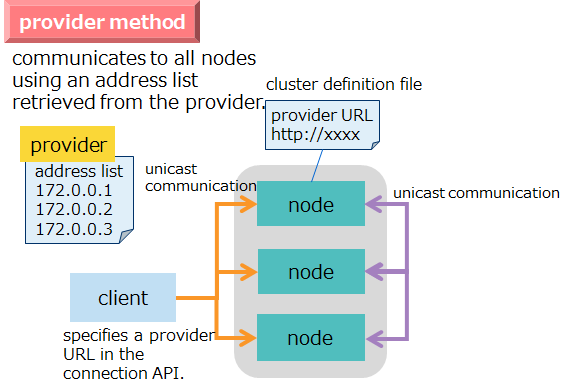 provider method
communicates to all nodes
using an address list
retrieved from the provider.
cluster definition file
provider URL
http://xxxx
provider
address list
172.0.0.1
172.0.0.2
172.0.0.3
unicast
communication
unicast communication
node
node
node
client
specifies a provider
URL in the
connection API.